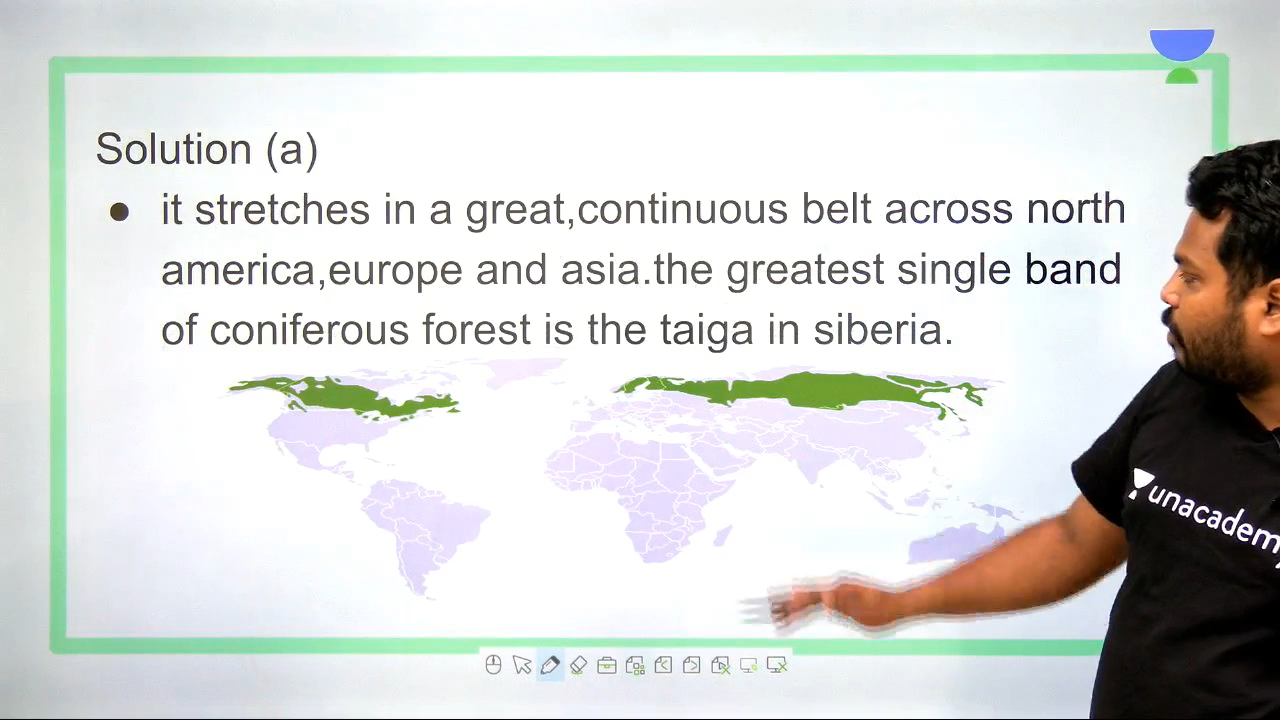 Solution (a)
● it stretches in a great,continuous belt across north
america,europe and asia.the greatest single band
of coniferous forest is the taiga in siberia.
unacademy